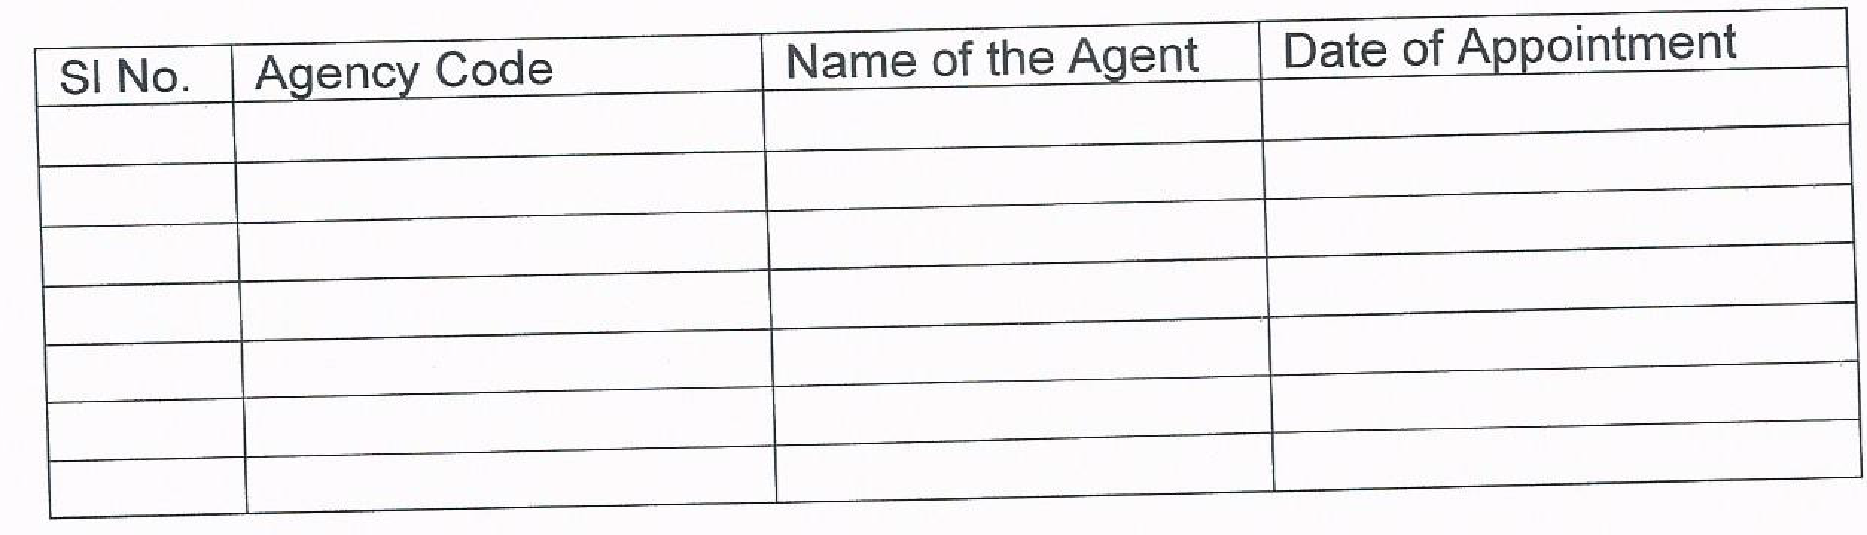 Sl No. Agency Code Name of the Agent Date of Appointment